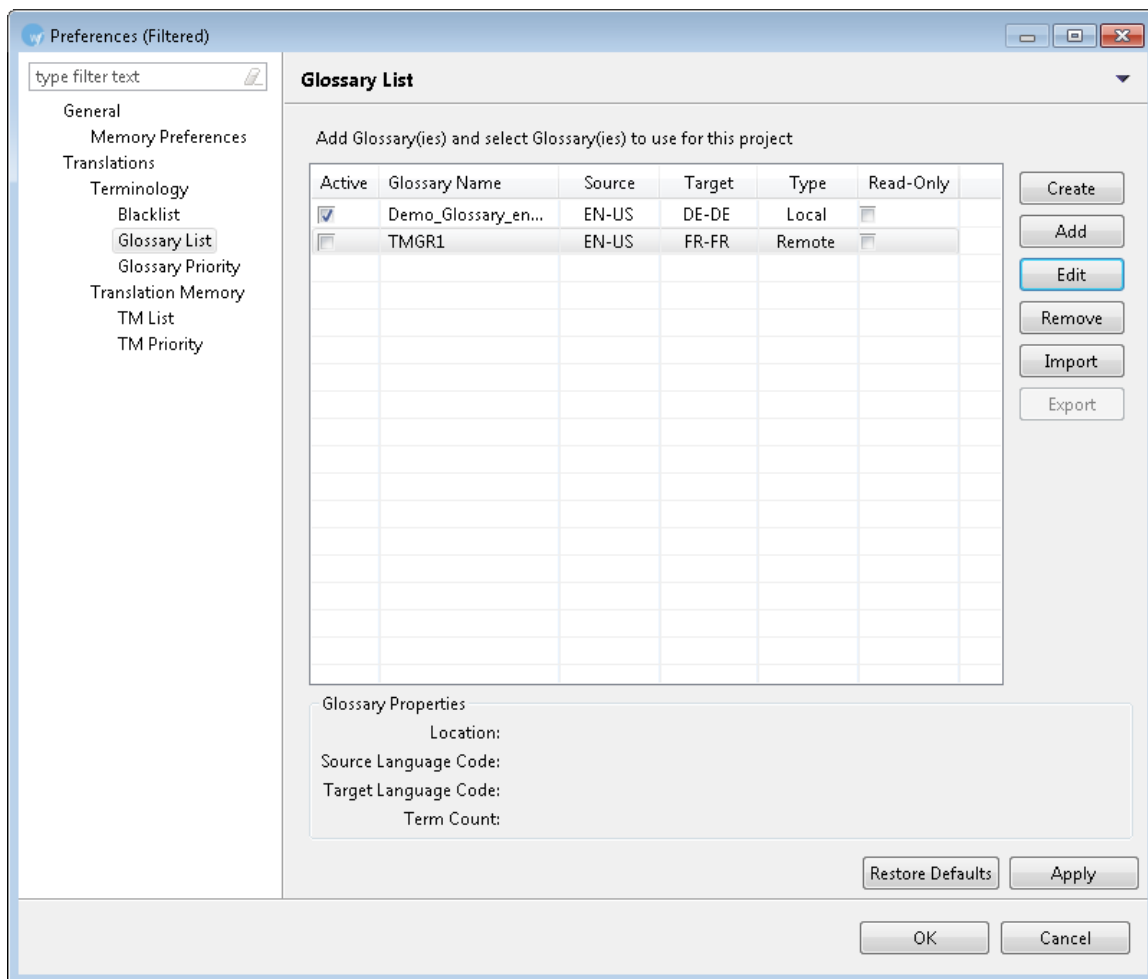 Preferences (Filtered)
type filter text
General
Memory Preferences
Translations
Terminology
Blacklist
Glossary List
Glossary Priority
Translation Memory
TM List
TM Priority
Glossary List
Add Glossary(ies) and select Glossary(ies) to use for this project
Active Glossary Name Source Target Type Read-Only
Demo_Glossary_en... EN-US DE-DE Local
TMGR1 EN-US FR-FR Remote
Create
Add
Edit
Remove
Import
Export
Glossary Properties
Location:
Source Language Code:
Target Language Code:
Term Count:
Restore Defaults Apply
OK Cancel